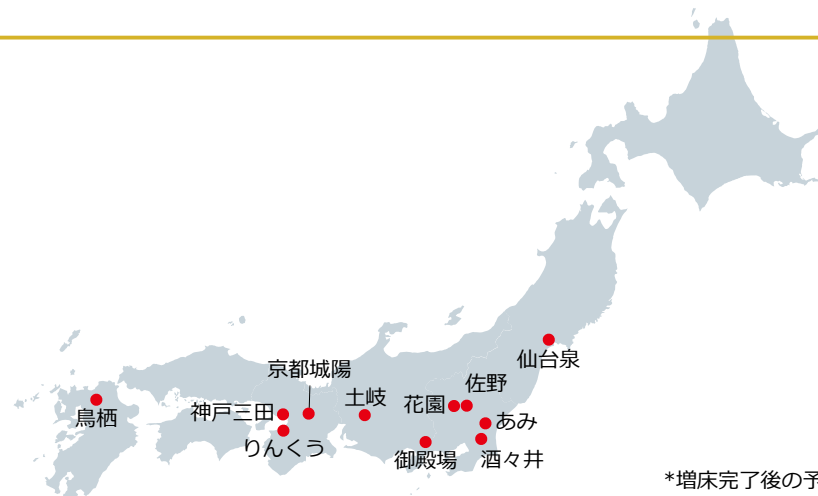 仙台泉
京都城陽
佐野
土岐
花園
神戸三田
鳥栖
あみ
りんくう
御殿場
酒々井
*増床完了後の予